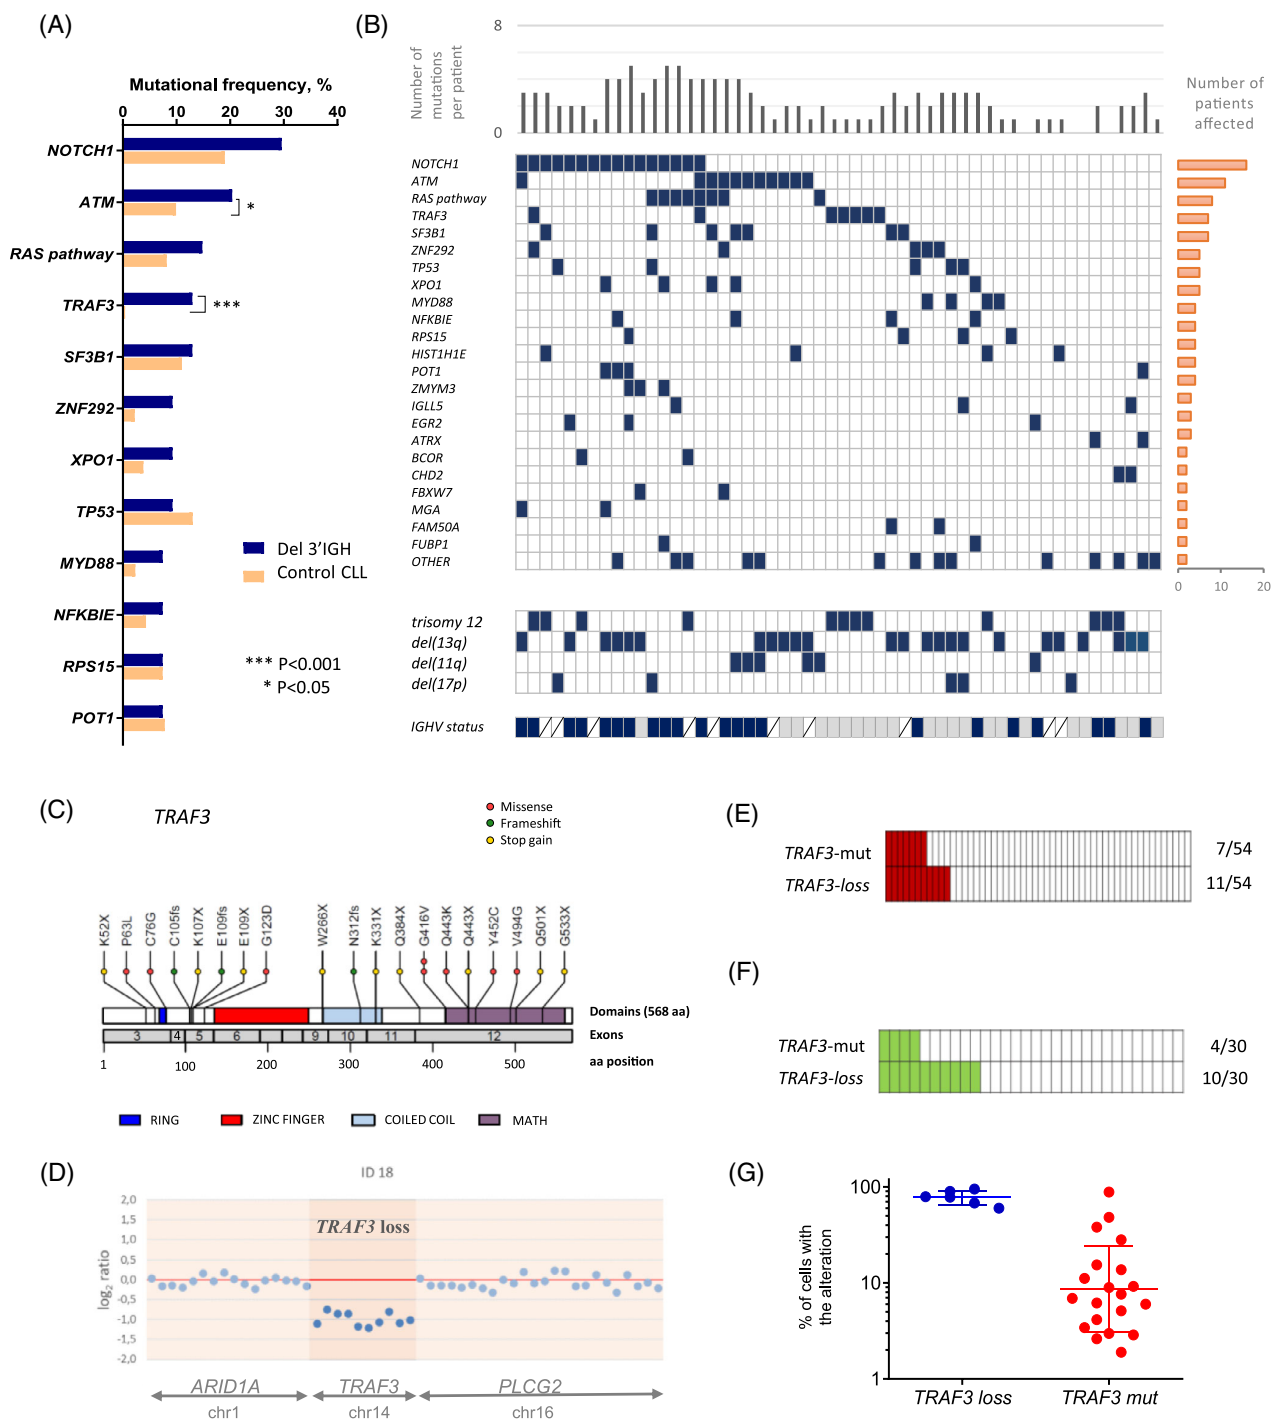 (A)
Mutational frequency, %
0 10 20 30 40
NOTCH1
ATM
*
RAS pathway
TRAF3
***
SF3B1
ZNF292
XPO1
TP53
MYD88
NFKBIE
RPS15
POT1
Del 3'IGH
Control CLL
*** P<0.001
* P<0.05
(B)
8
0
Number of
mutations
per patient
Number of
patients
affected
NOTCH1
ATM
RAS pathway
TRAF3
SF3B1
ZNF292
TP53
XPO1
MYD88
NFKBIE
RPS15
HIST1H1E
POT1
ZMYM3
IGLL5
EGR2
ATRX
BCOR
CHD2
FBXW7
MGA
FAM50A
FUBP1
OTHER
0 10 20
trisomy 12
del(13q)
del(11q)
del(17p)
IGHV status
(C)
TRAF3
Missense
Frameshift
Stop gain
K52X
P63L
C76G
C105fs
K107X
E109fs
E109X
G123D
W266X
N312fs
K331X
Q384X
G416V
Q443K
Q443X
Y452C
V494G
Q501X
G533X
Domains (568 aa)
3 4 5 6 9 10 11 12
Exons
1 100 200 300 400 500
aa position
RING
ZINC FINGER
COILED COIL
MATH
(D)
ID 18
2,0
1,5
1,0
0,5
0,0
-0,5
-1,0
-1,5
-2,0
log2 ratio
TRAF3 loss
ARID1A
TRAF3
PLCG2
chr1
chr14
chr16
(E)
TRAF3-mut
7/54
TRAF3-loss
11/54
(F)
TRAF3-mut
4/30
TRAF3-loss
10/30
(G)
% of cells with
the alteration
100
10
1
TRAF3 loss
TRAF3 mut